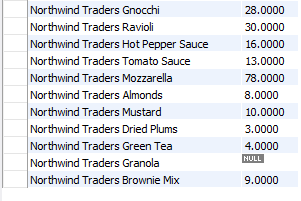 Northwind Traders Gnocchi 28.0000
Northwind Traders Ravioli 30.0000
Northwind Traders Hot Pepper Sauce 16.0000
Northwind Traders Tomato Sauce 13.0000
Northwind Traders Mozzarella 78.0000
Northwind Traders Almonds 8.0000
Northwind Traders Mustard 10.0000
Northwind Traders Dried Plums 3.0000
Northwind Traders Green Tea 4.0000
Northwind Traders Granola NULL
Northwind Traders Brownie Mix 9.0000